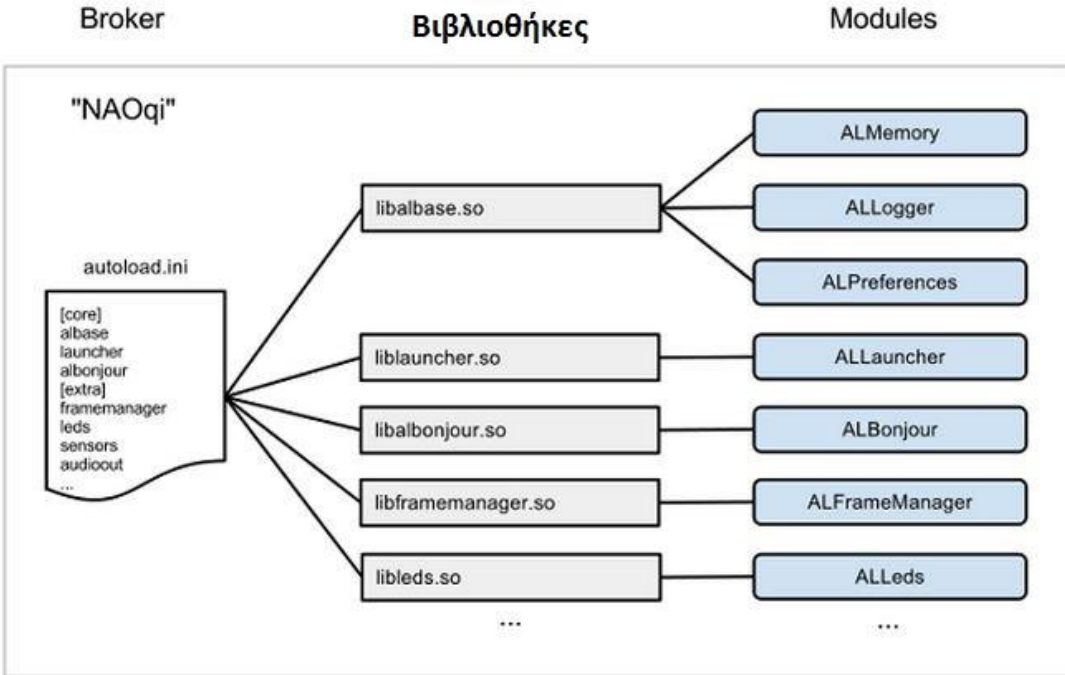 Broker
Βιβλιοθήκες
Modules
"NAOqi"
autoload.ini
[core]
albase
launcher
albonjour
[extra]
framemanager
leds
sensors
audioout
...
libalbase.so
liblauncher.so
libalbonjour.so
libframemanager.so
libleds.so
...
ALMemory
ALLogger
ALPreferences
ALLauncher
ALBonjour
ALFrameManager
ALLeds
...